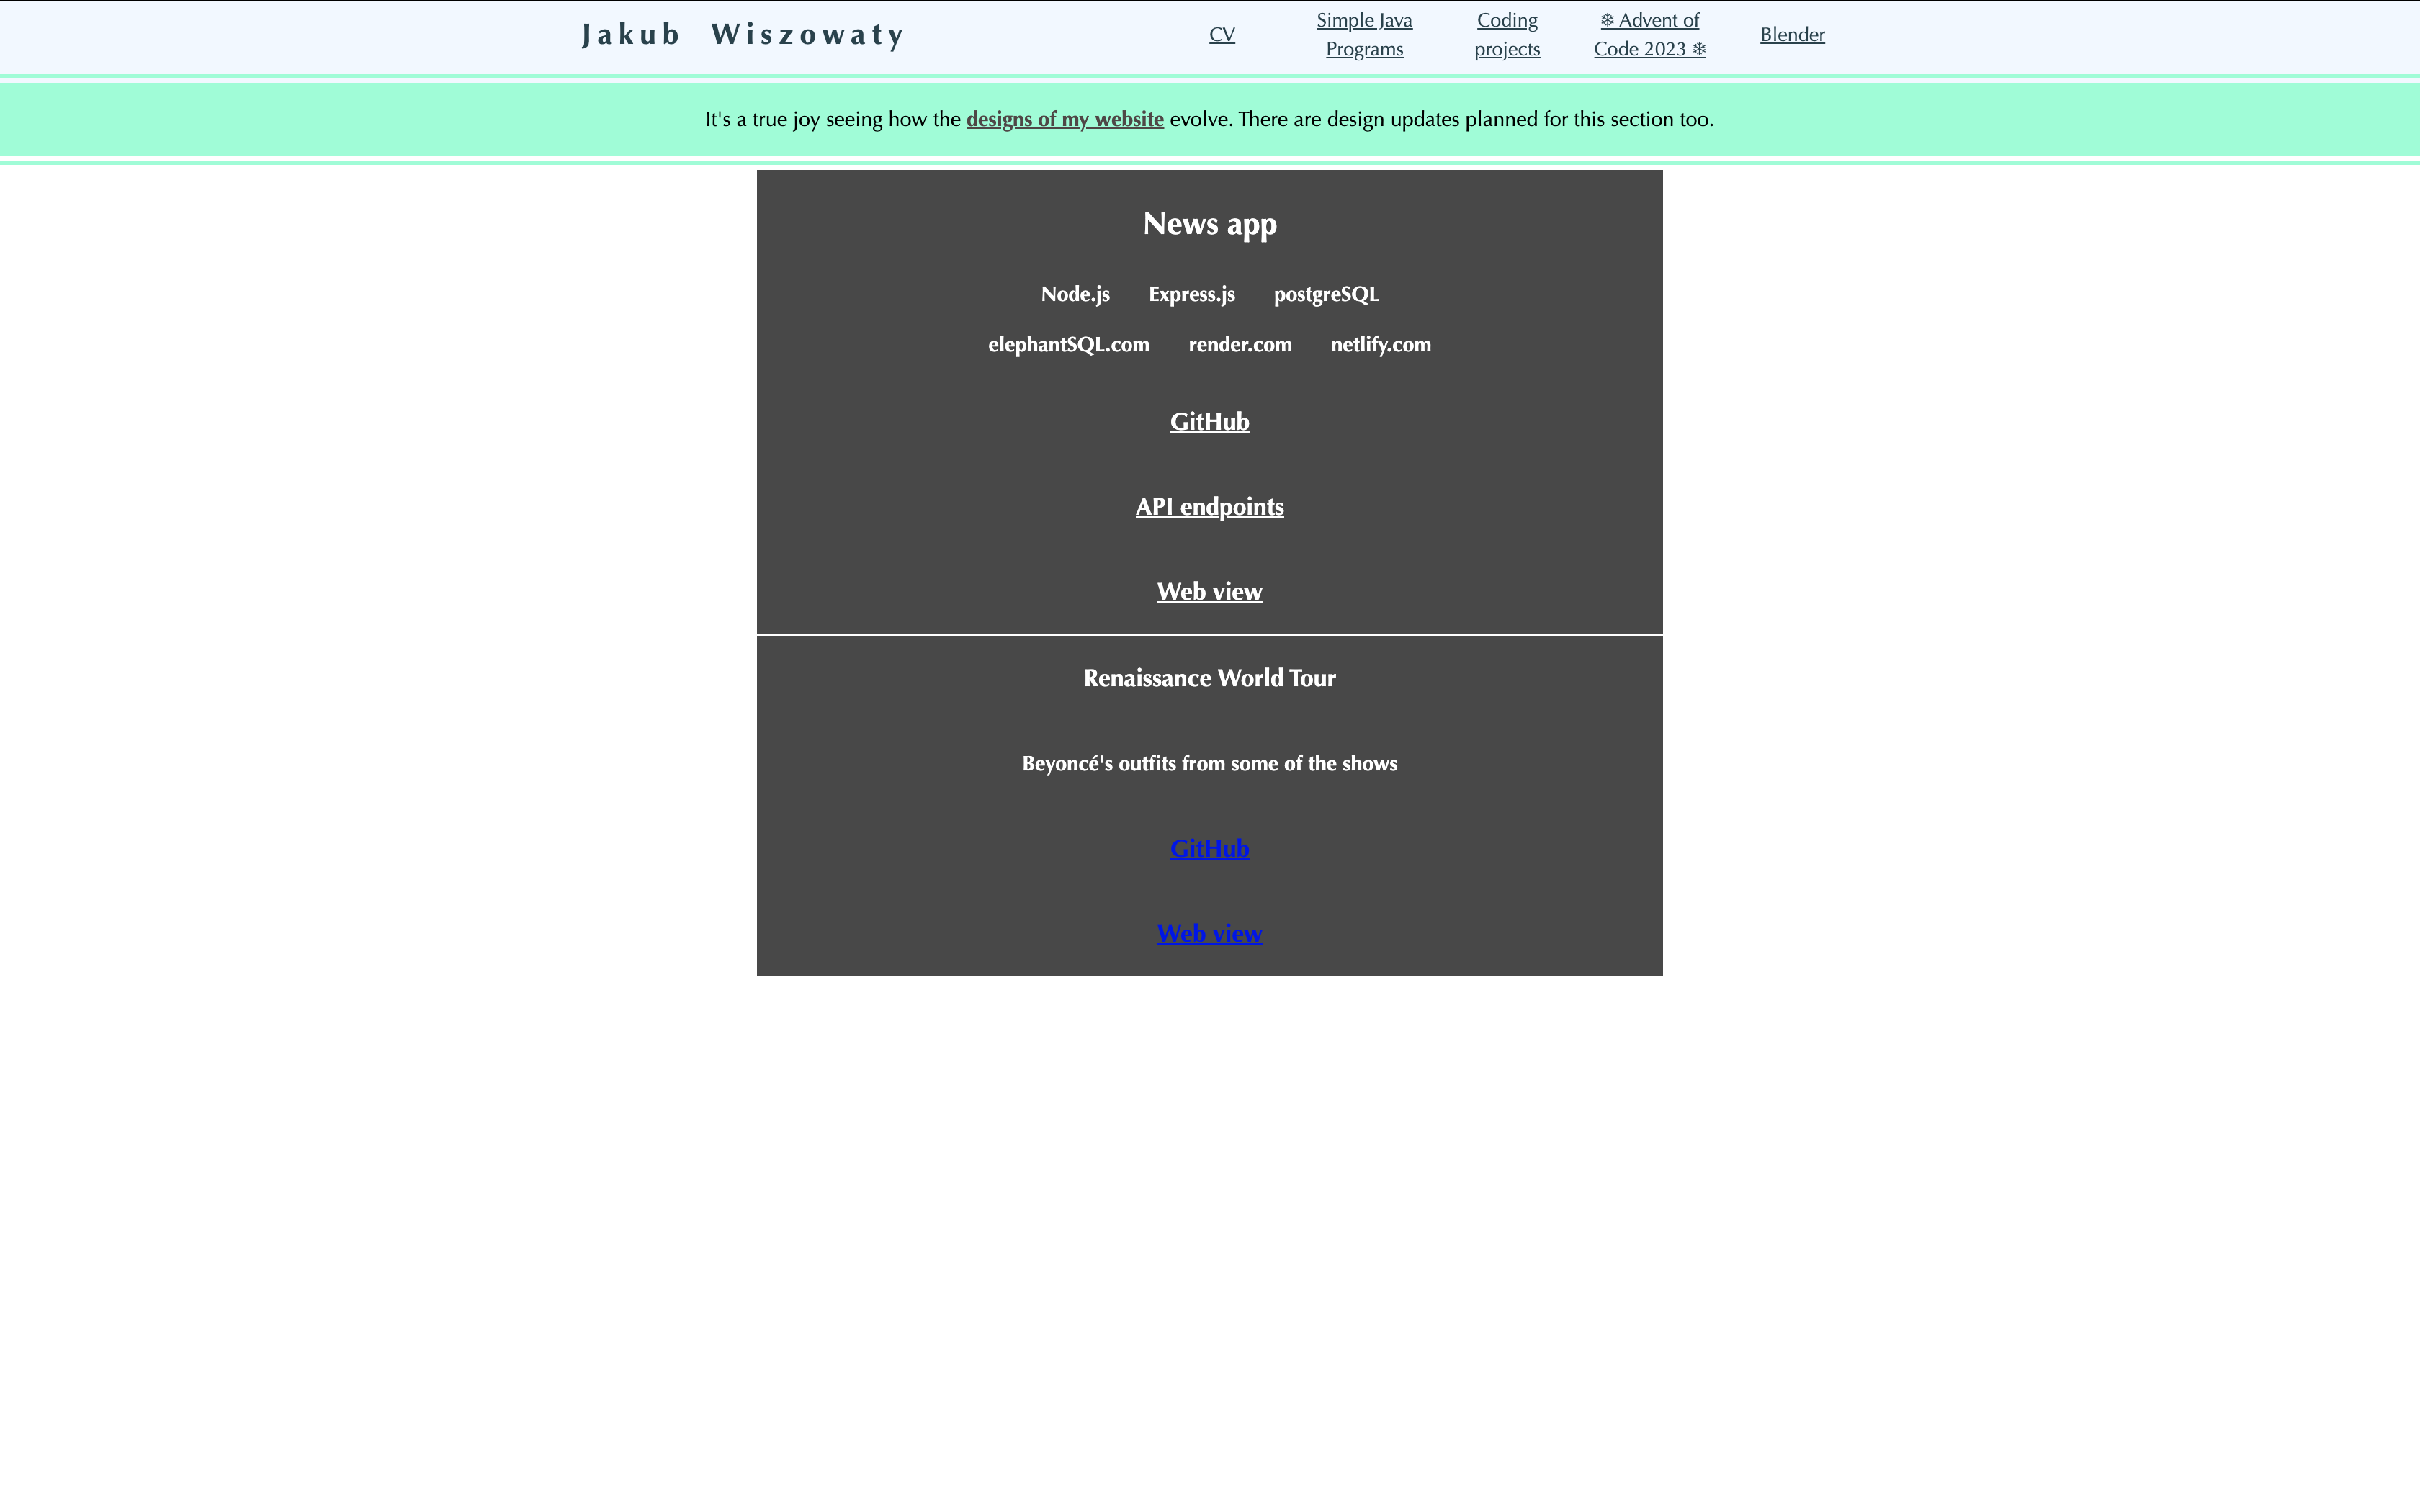 Jakub Wiszowaty
CV
Simple Java
Programs
Coding
projects
❄ Advent of
Code 2023 ❄
Blender
It's a true joy seeing how the designs of my website evolve. There are design updates planned for this section too.
News app
Node.js Express.js postgreSQL
elephantSQL.com render.com netlify.com
GitHub
API endpoints
Web view
Renaissance World Tour
Beyoncé's outfits from some of the shows
GitHub
Web view